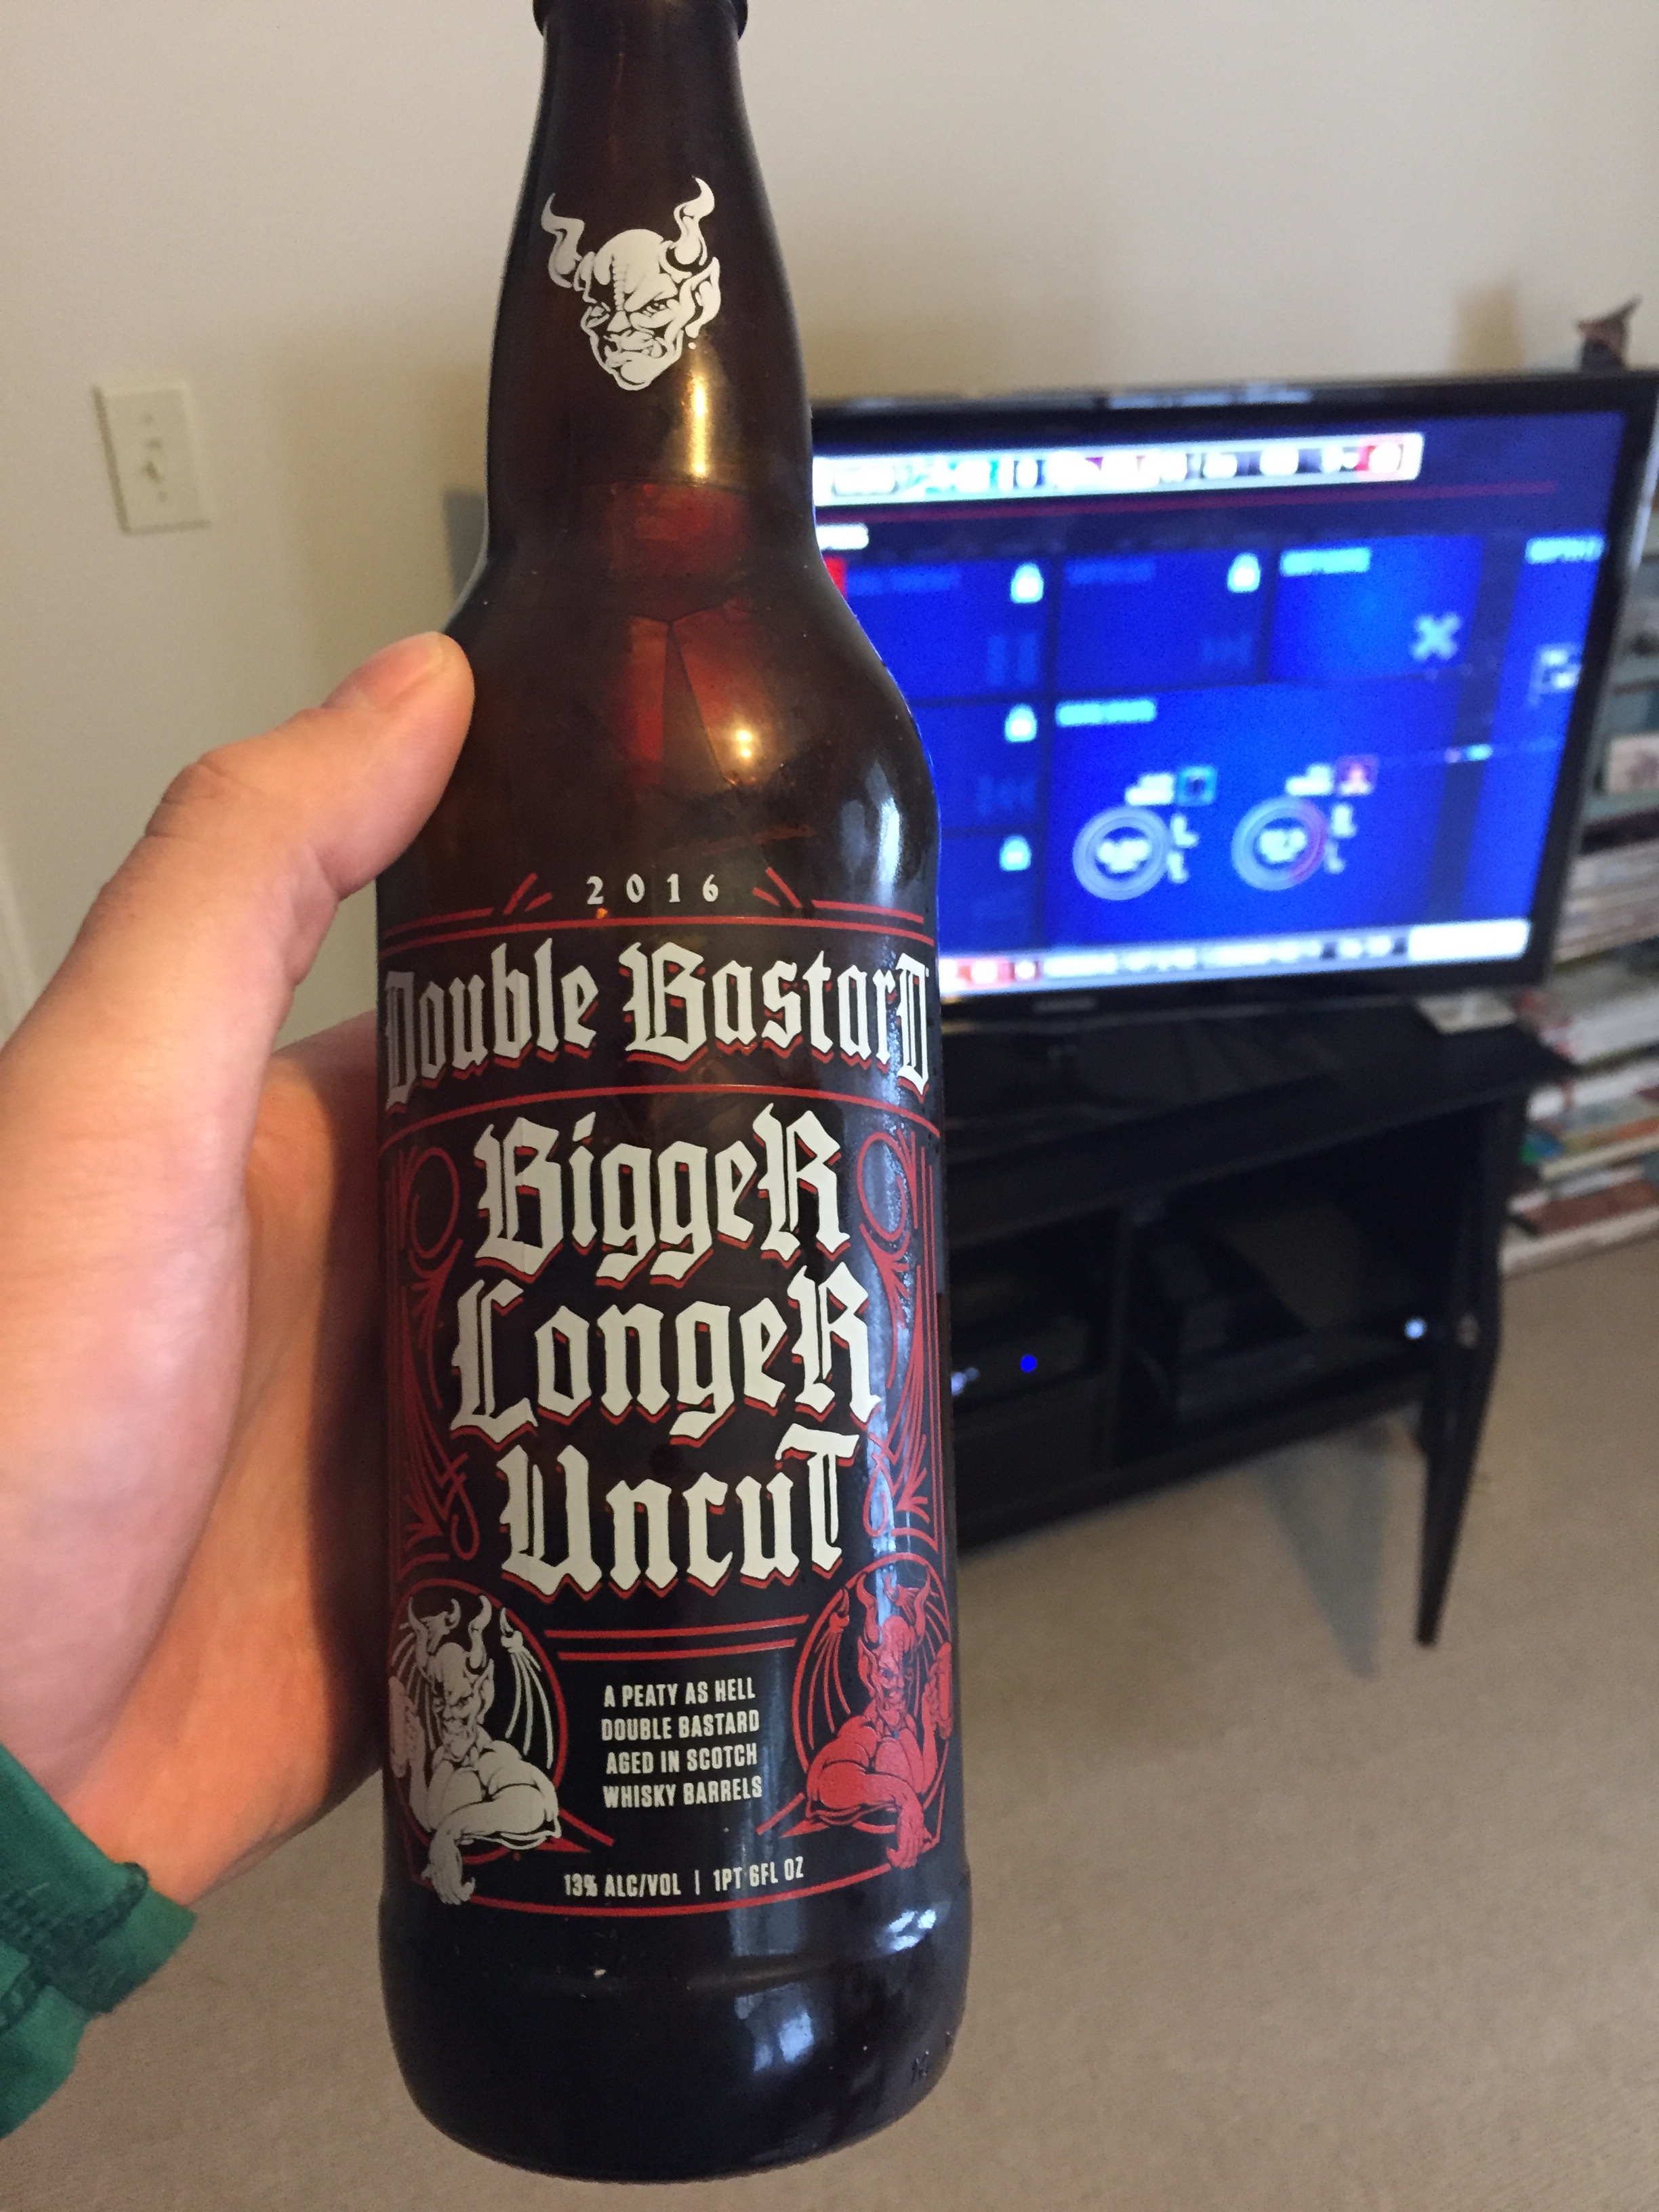 2016
Double BastarD
BiggeR
LongeR
UncuT
A PEATY AS HELL
DOUBLE BASTARD
AGED IN SCOTCH
WHISKY BARRELS
13% ALC/VOL | 1PT 6FL OZ